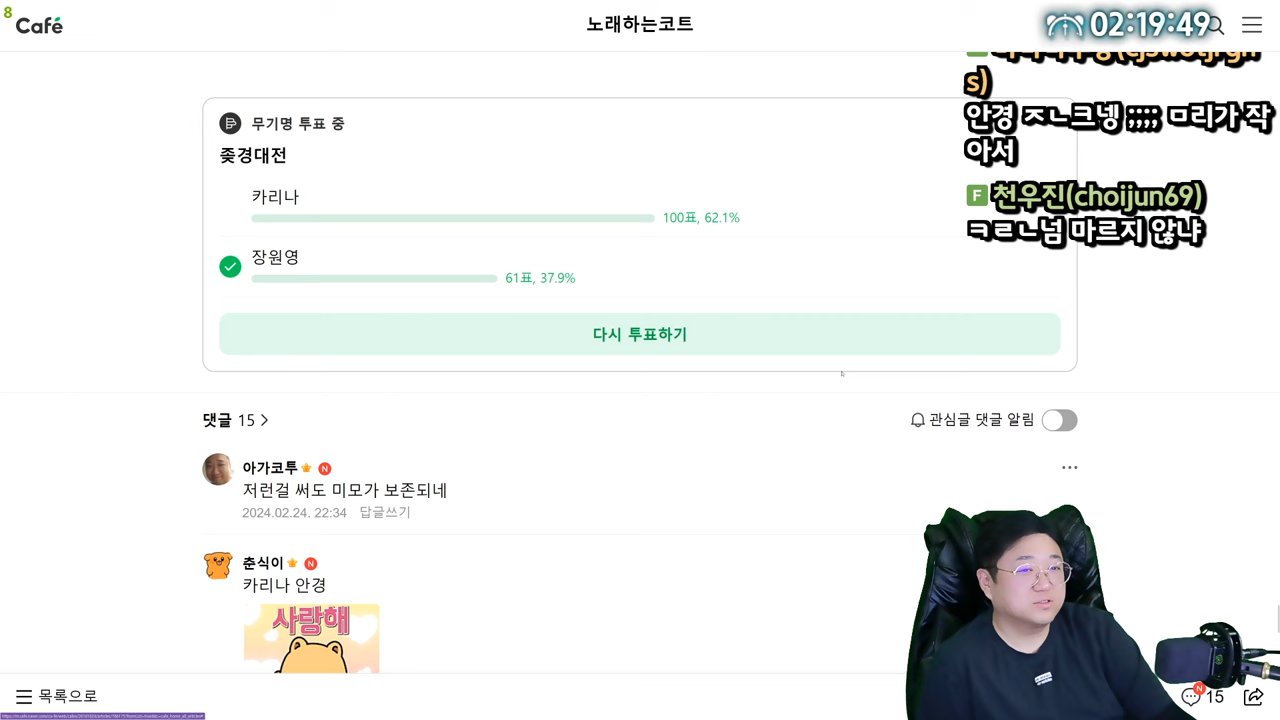 8
Café
노래하는코트
02:19:49
s)
안경 ㅈㄴ크넹 ;;;; ㅁ리가 작
아서
F 천우진(choijun69)
ㅋㄹㄴ넘 마르지 않냐
무기명 투표 중
좆경대전
카리나
100표, 62.1%
장원영
61표, 37.9%
다시 투표하기
댓글 15
관심글 댓글 알림
아가코투 N
저런걸 써도 미모가 보존되네
2024.02.24. 22:34 답글쓰기
춘식이 N
카리나 안경
사랑해
목록으로
N
15